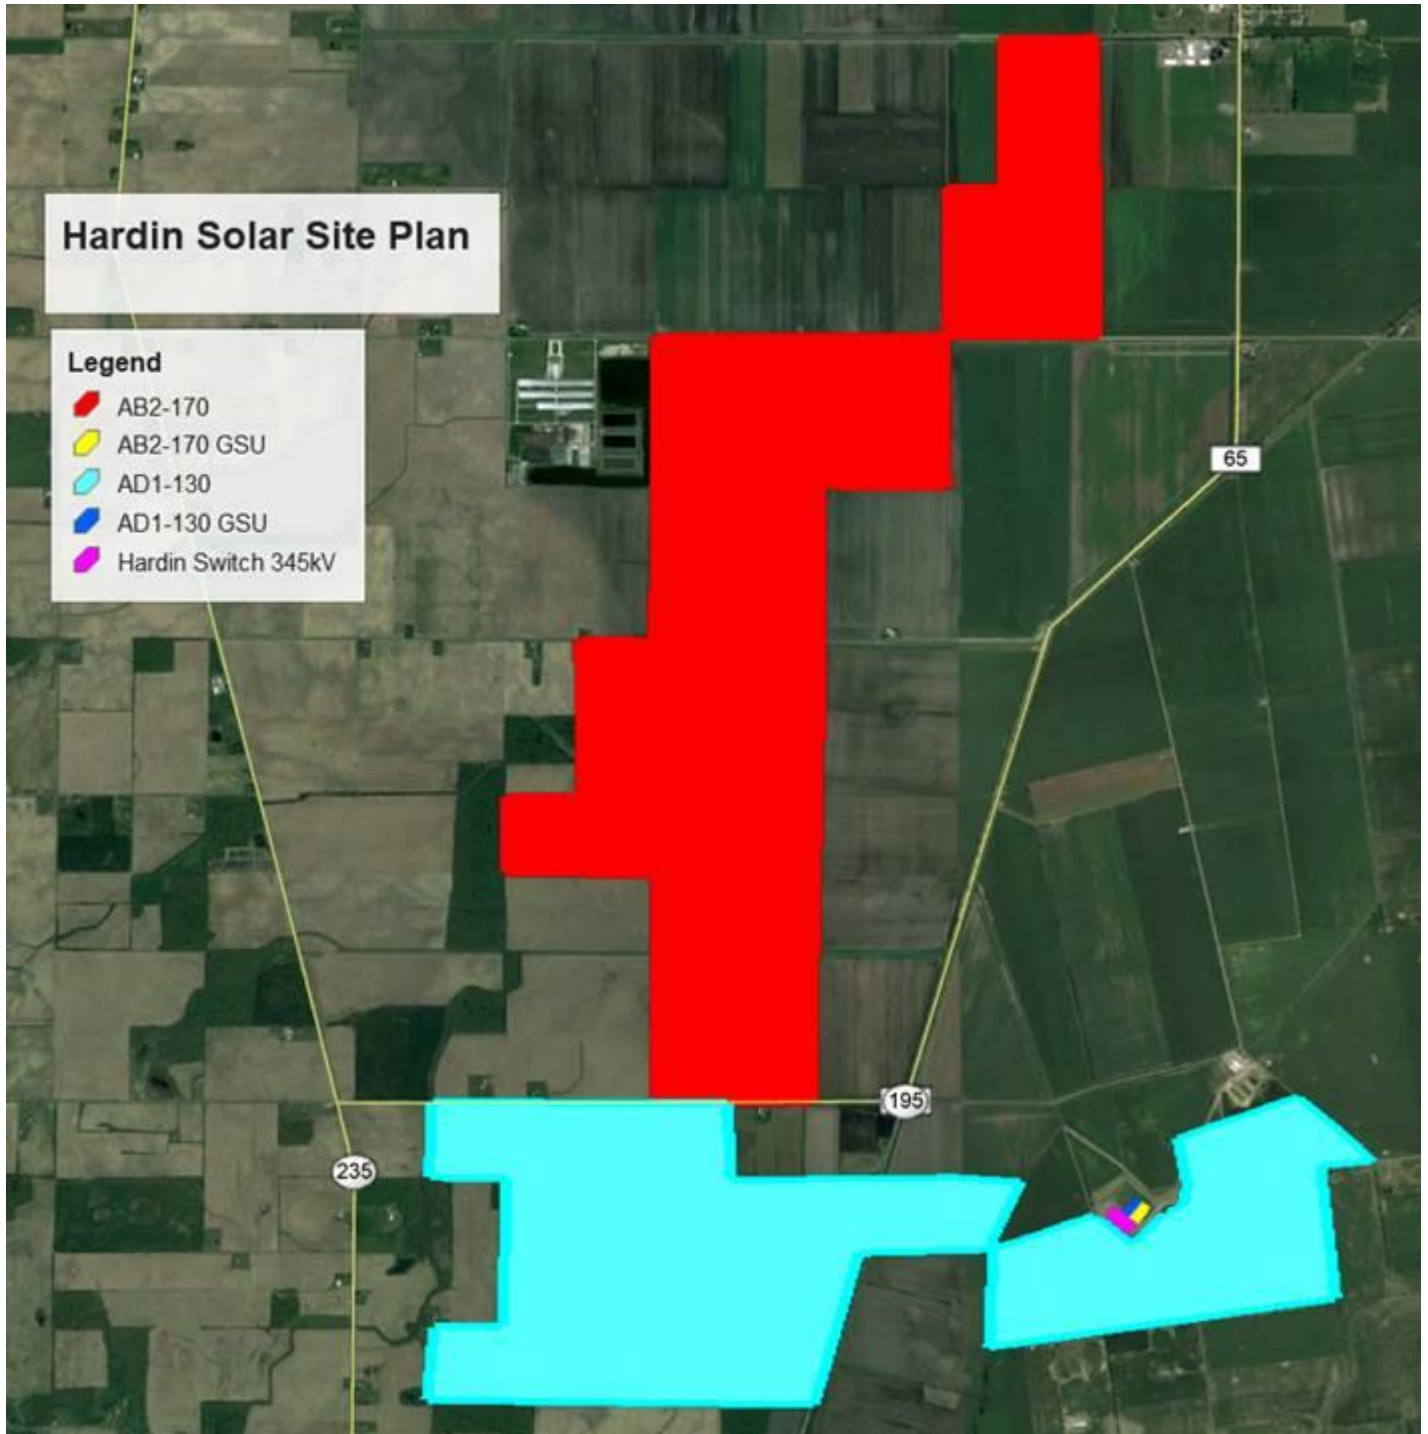 Hardin Solar Site Plan
Legend
AB2-170
AB2-170 GSU
AD1-130
AD1-130 GSU
Hardin Switch 345kV
65
195
235